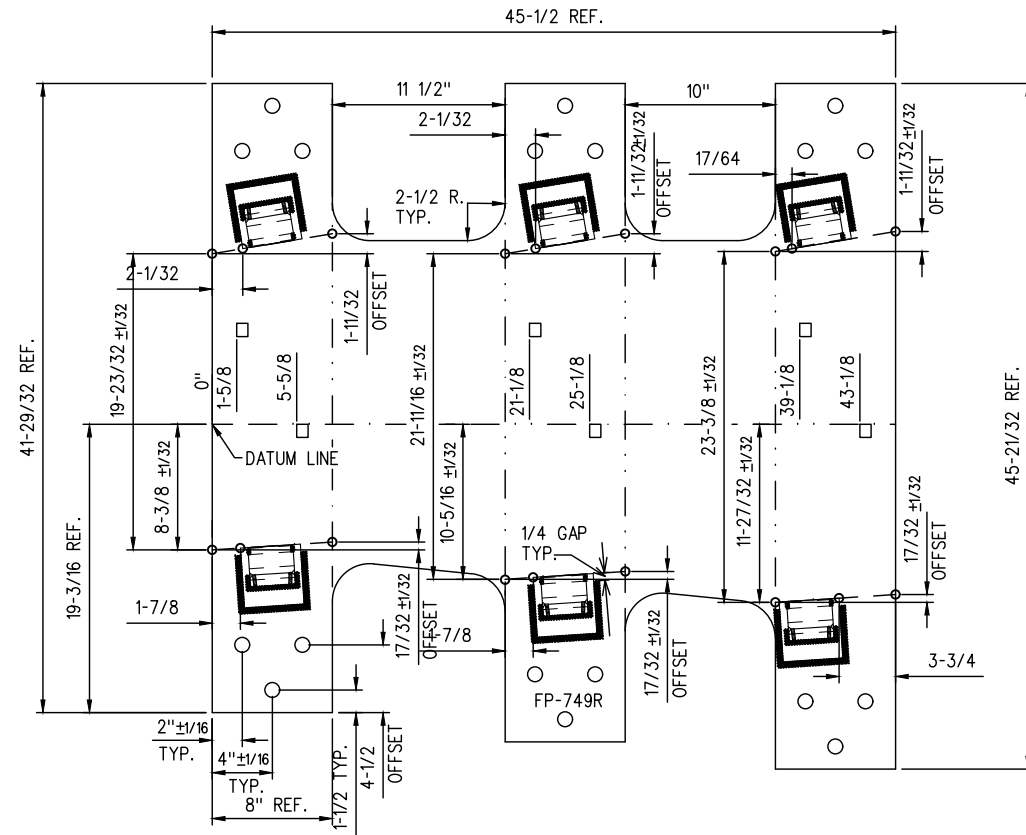 45-1/2 REF.
11 1/2"
10"
2-1/32
17/64
1-11/32±1/32
OFFSET
1-11/32±1/32
OFFSET
2-1/2 R.
TYP.
2-1/32
1-11/32
OFFSET
41-29/32 REF.
19-23/32 ±1/32
0"
1-5/8
5-5/8
21-11/16 ±1/32
21-1/8
25-1/8
23-3/8 ±1/32
39-1/8
43-1/8
45-21/32 REF.
DATUM LINE
19-3/16 REF.
8-3/8 ±1/32
10-5/16 ±1/32
11-27/32 ±1/32
1/4 GAP
TYP.
17/32 ±1/32
OFFSET
1-7/8
17/32 ±1/32
OFFSET
1-7/8
17/32 ±1/32
OFFSET
3-3/4
FP-749R
2"±1/16
TYP.
4"±1/16
TYP.
8" REF.
1-1/2 TYP.
4-1/2
OFFSET